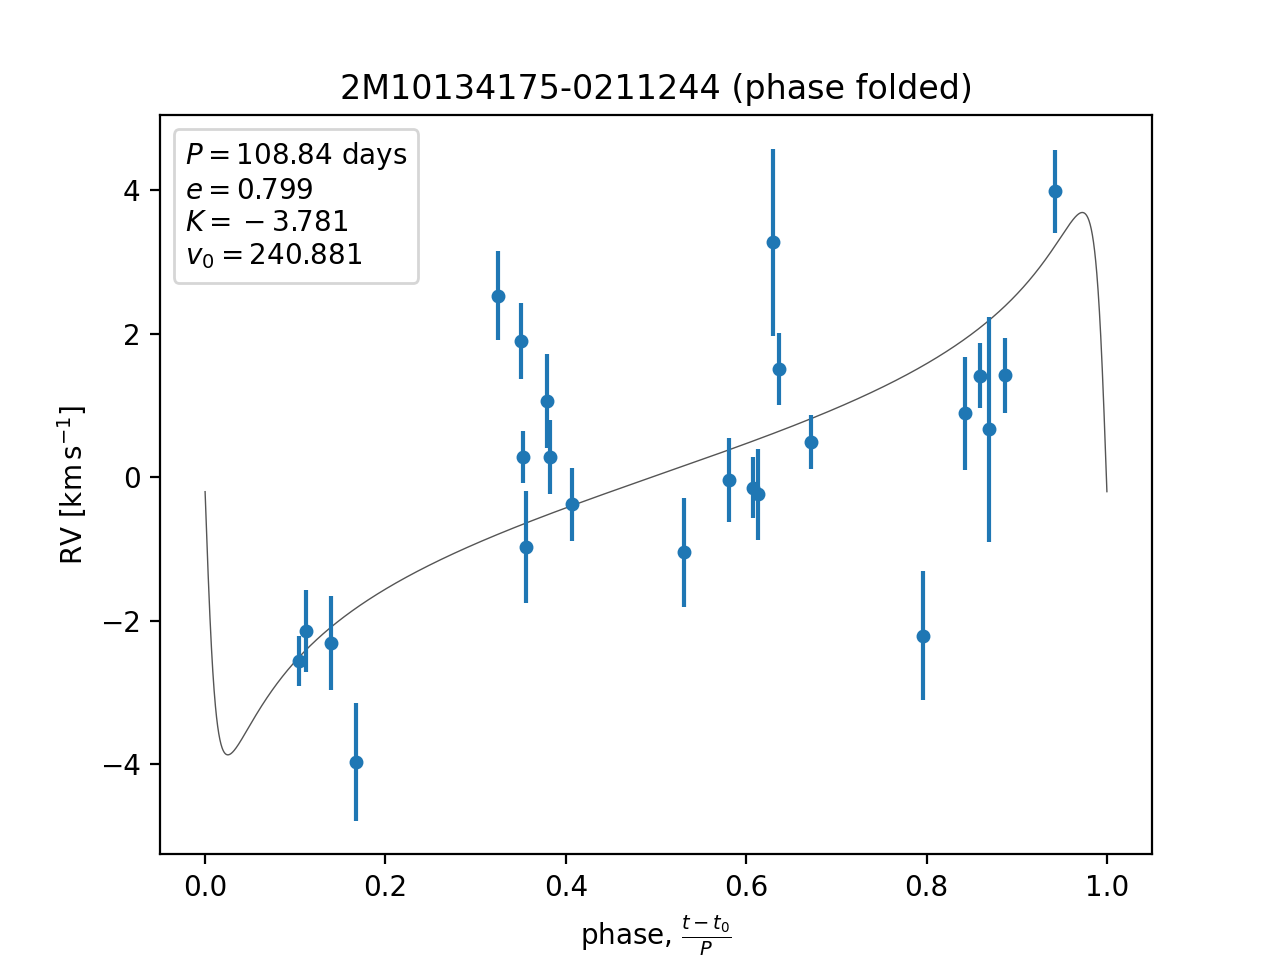 2M10134175-0211244 (phase folded)
P = 108.84 days
e = 0.799
K = −3.781
v₀ = 240.881
4
2
0
−2
−4
RV [km s⁻¹]
0.0 0.2 0.4 0.6 0.8 1.0
phase, (t − t₀)/P